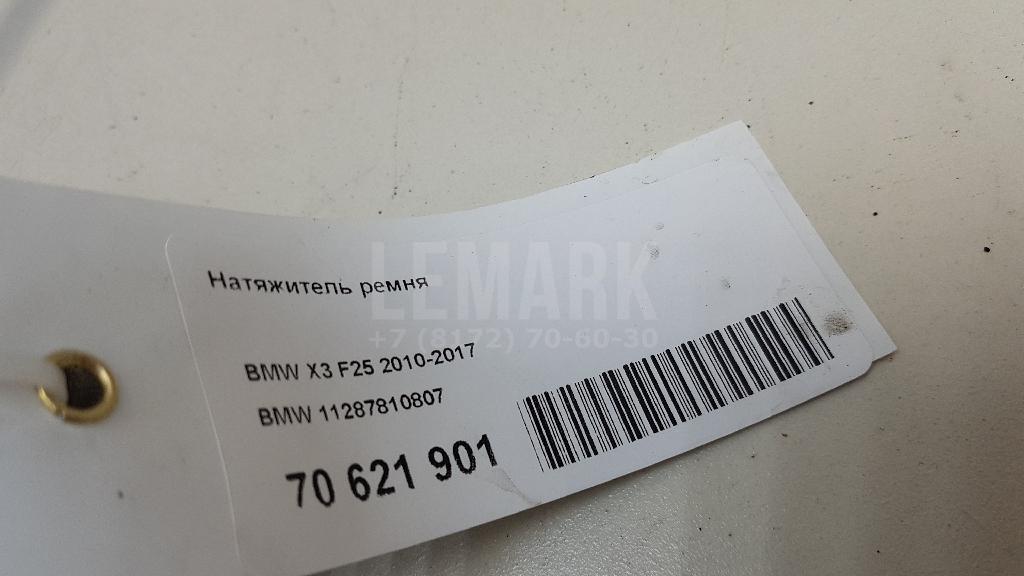 LEMARK
+7 (8172) 70-60-30
Натяжитель ремня
BMW X3 F25 2010-2017
BMW 11287810807
70 621 901